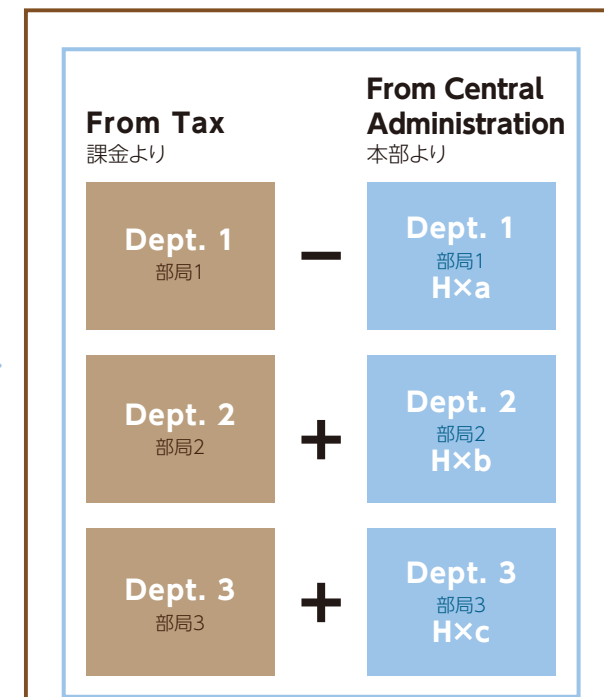 From Tax
課金より
From Central
Administration
本部より
Dept. 1
部局1
−
Dept. 1
部局1
H×a
Dept. 2
部局2
+
Dept. 2
部局2
H×b
Dept. 3
部局3
+
Dept. 3
部局3
H×c